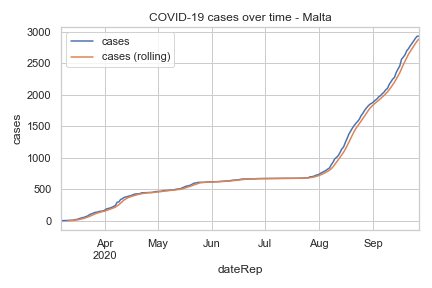 COVID-19 cases over time - Malta
cases
cases (rolling)
3000
2500
2000
1500
1000
500
0
cases
Apr
2020
May
Jun
Jul
Aug
Sep
dateRep